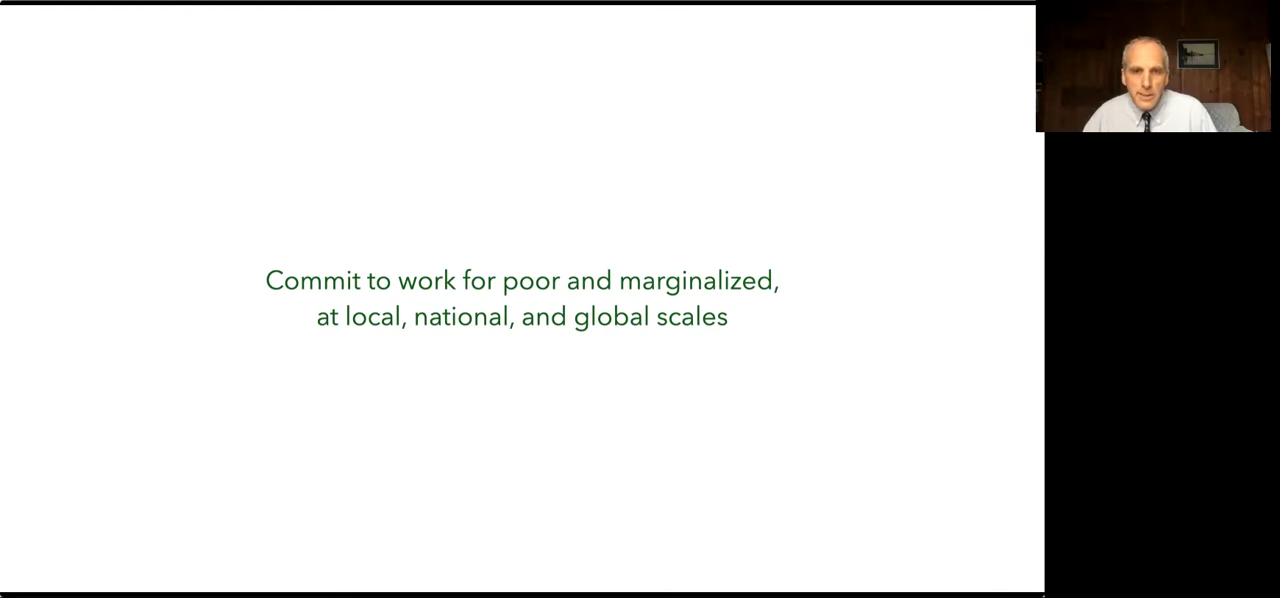 Commit to work for poor and marginalized,
at local, national, and global scales